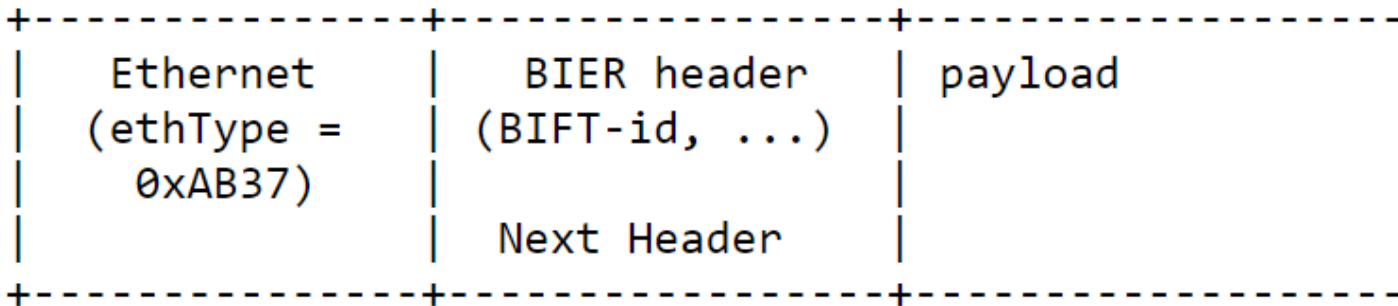 +---------------+-----------------+-------------------
|   Ethernet    |   BIER header   | payload
|  (ethType =   | (BIFT-id, ...)  |
|    0xAB37)    |                 |
|               |  Next Header    |
+---------------+-----------------+-------------------